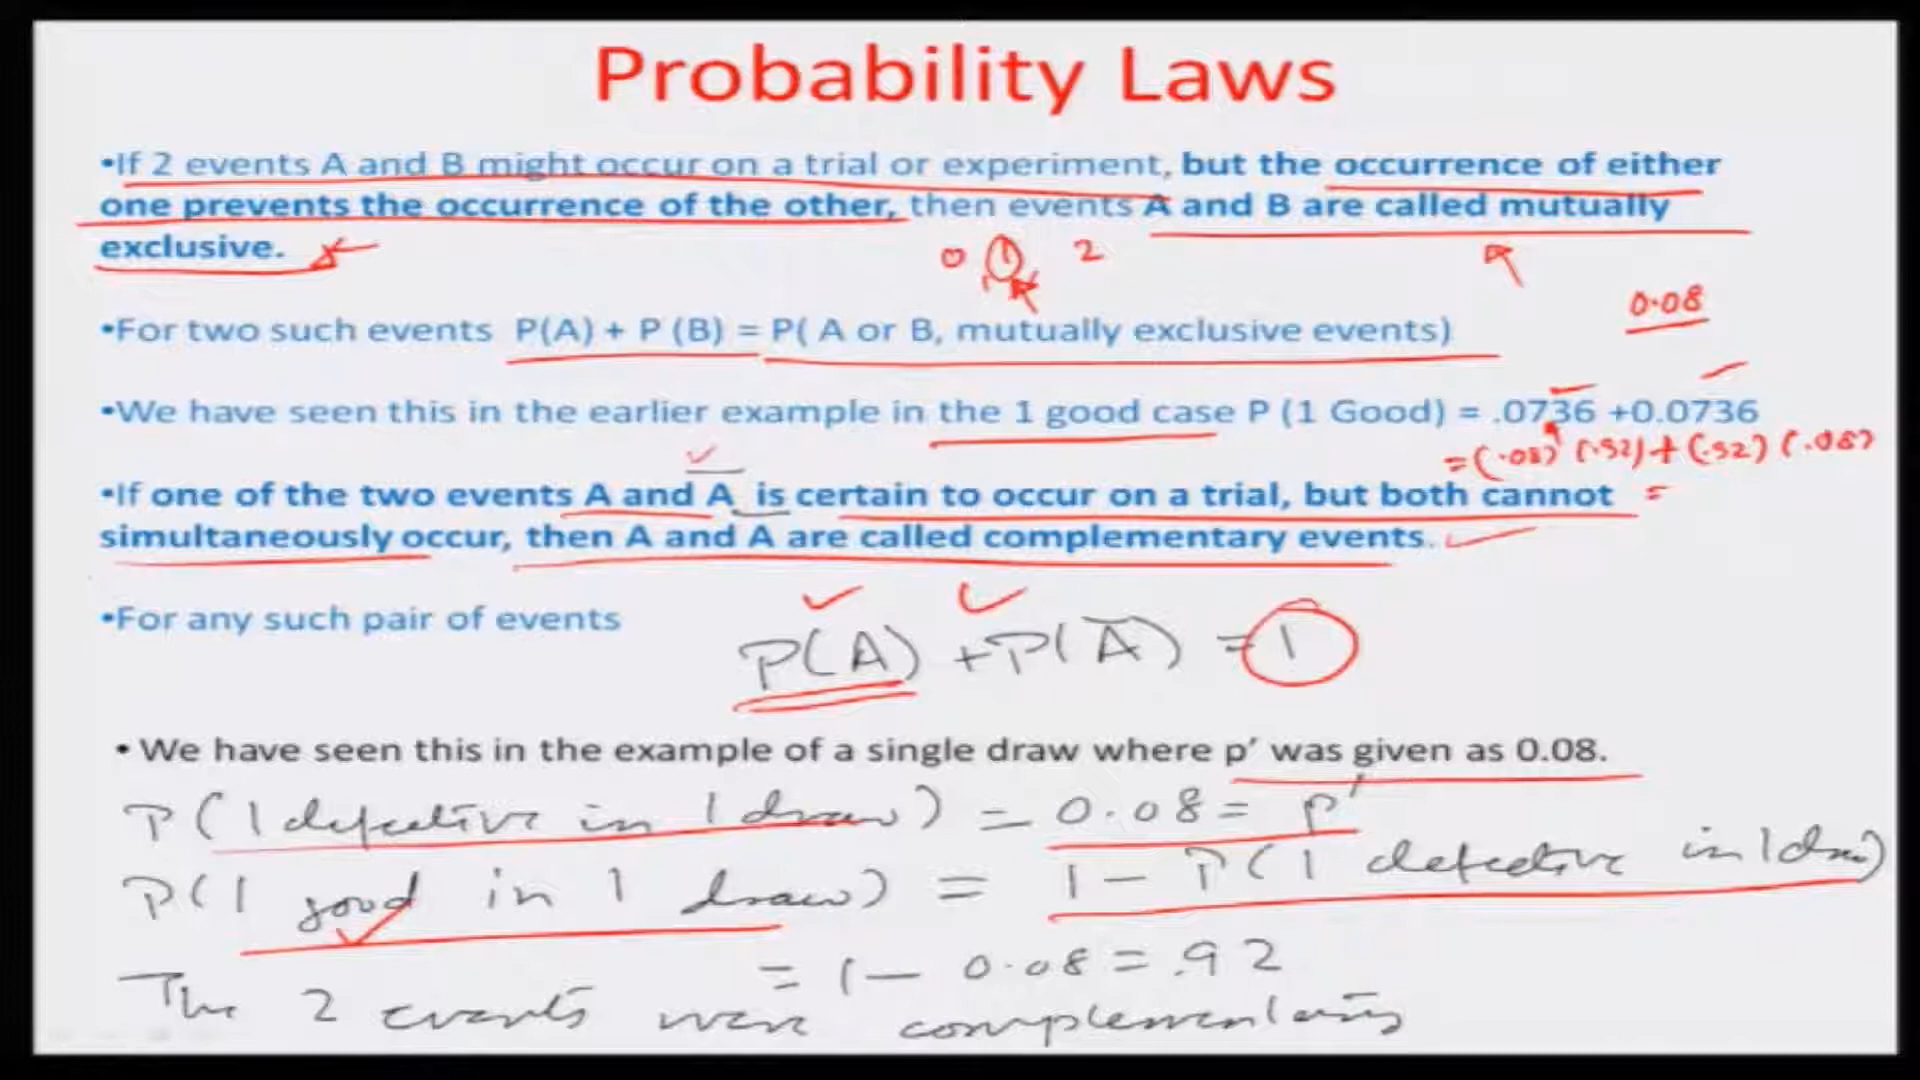 Probability Laws
•If 2 events A and B might occur on a trial or experiment, but the occurrence of either
one prevents the occurrence of the other, then events A and B are called mutually
exclusive.
0 1 2
0.08
•For two such events P(A) + P (B) = P( A or B, mutually exclusive events)
•We have seen this in the earlier example in the 1 good case P (1 Good) = .0736 +0.0736
= (.08) (.92) + (.92) (.08)
•If one of the two events A and A is certain to occur on a trial, but both cannot =
simultaneously occur, then A and A are called complementary events.
•For any such pair of events
P(A) + P(A̅) = 1
• We have seen this in the example of a single draw where p′ was given as 0.08.
P(1 defective in 1 draw) = 0.08 = p′
P(1 good in 1 draw) = 1 - P(1 defective in 1 draw)
= 1 - 0.08 = .92
The 2 events were complementary